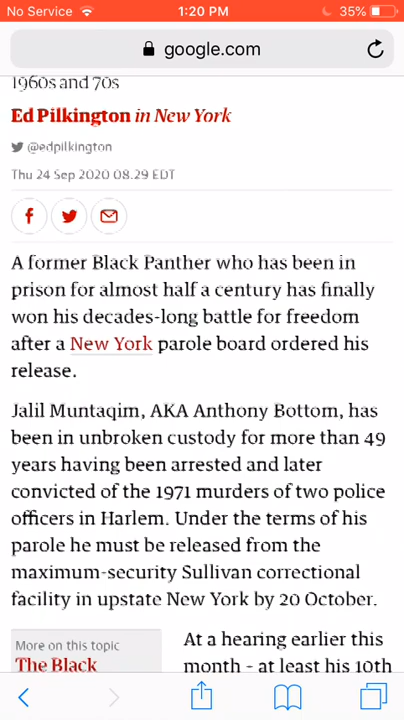 No Service 1:20 PM 35%
google.com
1960s and 70s
Ed Pilkington in New York
@edpilkington
Thu 24 Sep 2020 08.29 EDT
A former Black Panther who has been in
prison for almost half a century has finally
won his decades-long battle for freedom
after a New York parole board ordered his
release.
Jalil Muntaqim, AKA Anthony Bottom, has
been in unbroken custody for more than 49
years having been arrested and later
convicted of the 1971 murders of two police
officers in Harlem. Under the terms of his
parole he must be released from the
maximum-security Sullivan correctional
facility in upstate New York by 20 October.
More on this topic
The Black
At a hearing earlier this
month - at least his 10th